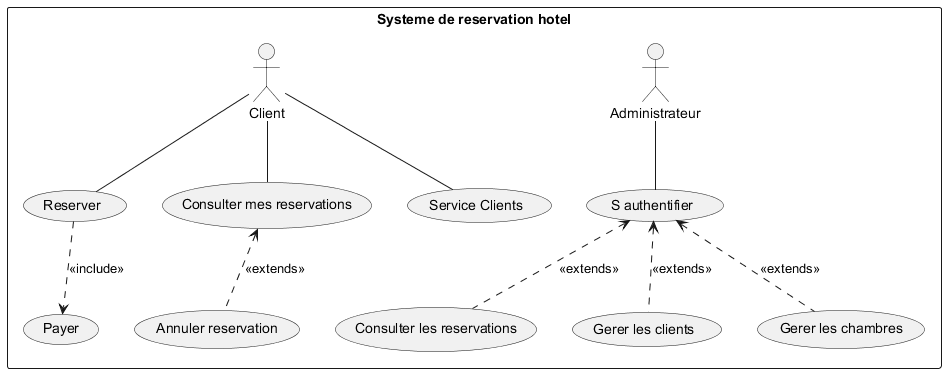 Systeme de reservation hotel
Client
Administrateur
Reserver
Consulter mes reservations
Service Clients
S authentifier
«include»
«extends»
«extends»
«extends»
«extends»
Payer
Annuler reservation
Consulter les reservations
Gerer les clients
Gerer les chambres